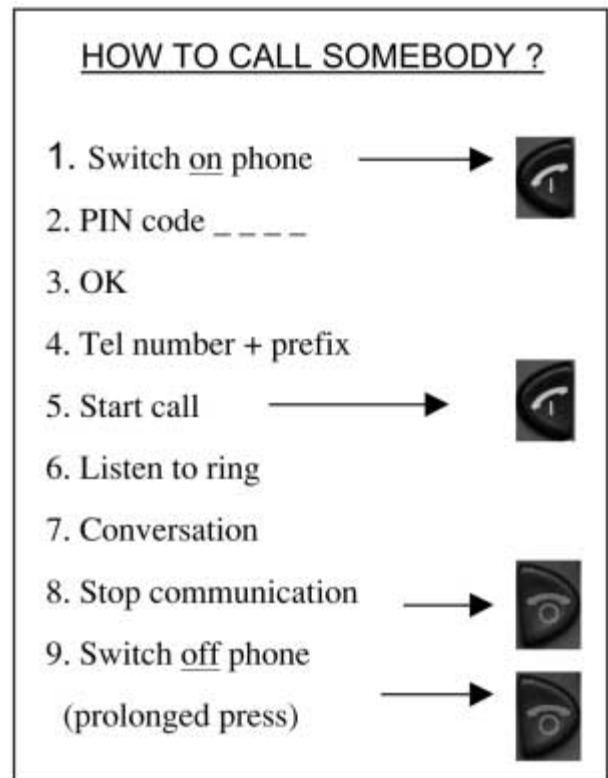 HOW TO CALL SOMEBODY ?
1. Switch on phone
2. PIN code _ _ _ _
3. OK
4. Tel number + prefix
5. Start call
6. Listen to ring
7. Conversation
8. Stop communication
9. Switch off phone
(prolonged press)